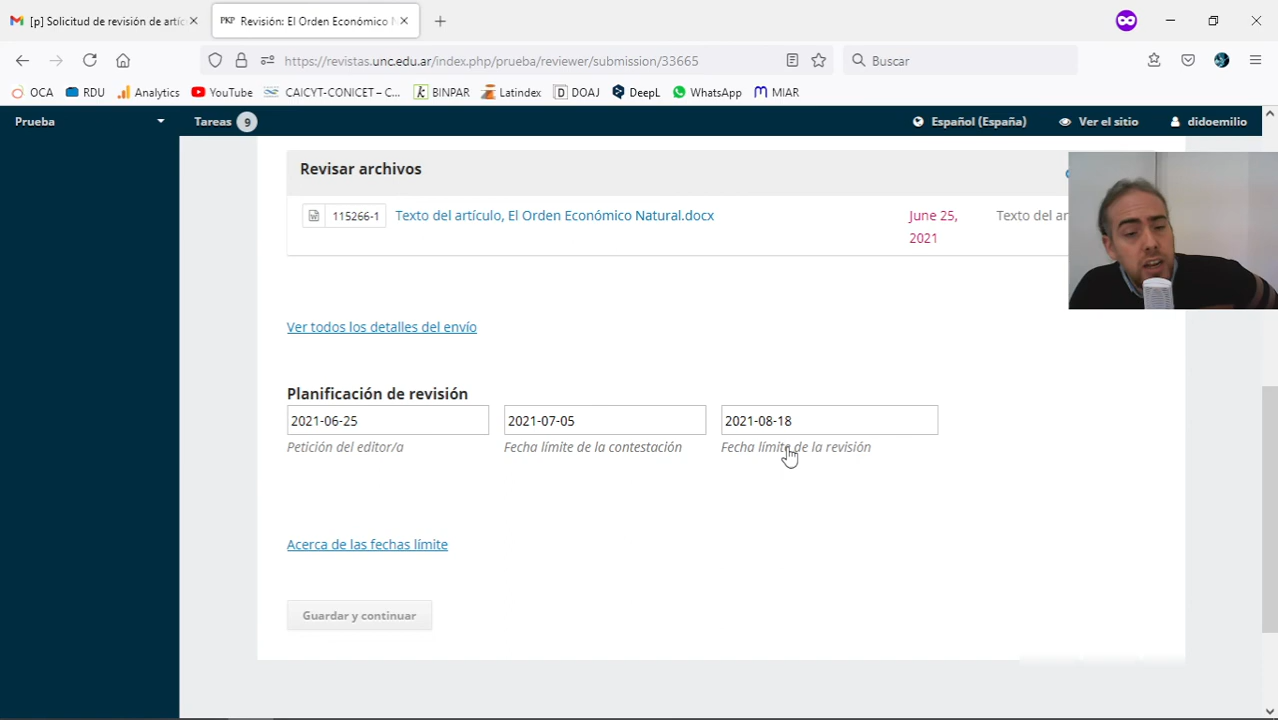 [p] Solicitud de revisión de artíc
PKP Revisión: El Orden Económico N
https://revistas.unc.edu.ar/index.php/prueba/reviewer/submission/33665
Buscar
OCA RDU Analytics YouTube CAICYT-CONICET – C... BINPAR Latindex DOAJ DeepL WhatsApp MIAR
Prueba Tareas 9 Español (España) Ver el sitio didoemilio
Revisar archivos
115266-1 Texto del artículo, El Orden Económico Natural.docx June 25, Texto del ar
2021
Ver todos los detalles del envío
Planificación de revisión
2021-06-25 2021-07-05 2021-08-18
Petición del editor/a Fecha límite de la contestación Fecha límite de la revisión
Acerca de las fechas límite
Guardar y continuar